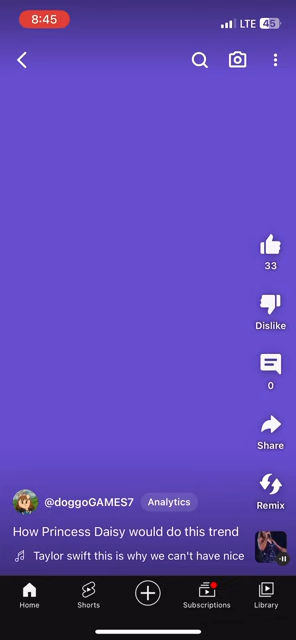 8:45
LTE 45
33
Dislike
0
Share
@doggoGAMES7 Analytics
Remix
How Princess Daisy would do this trend
Taylor swift this is why we can't have nice
Home Shorts Subscriptions Library